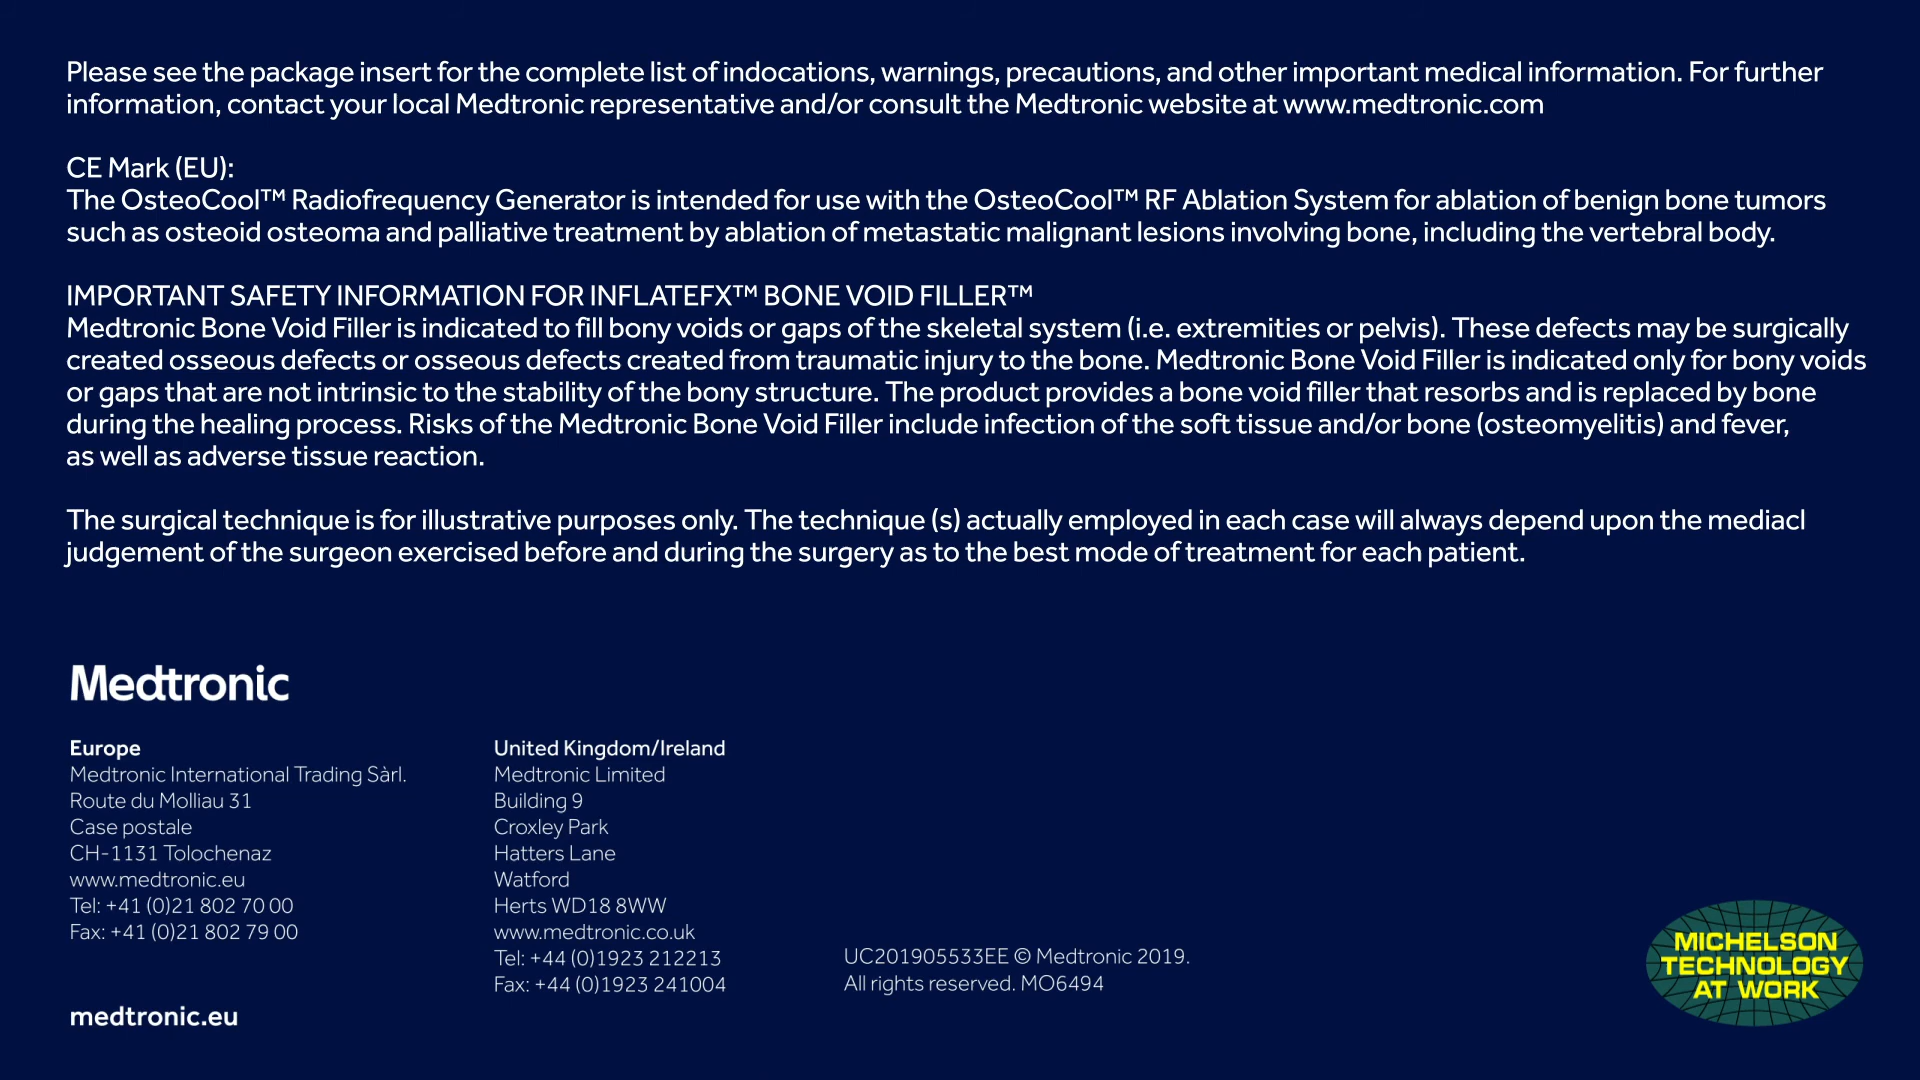 Please see the package insert for the complete list of indocations, warnings, precautions, and other important medical information. For further
information, contact your local Medtronic representative and/or consult the Medtronic website at www.medtronic.com
CE Mark (EU):
The OsteoCool™ Radiofrequency Generator is intended for use with the OsteoCool™ RF Ablation System for ablation of benign bone tumors
such as osteoid osteoma and palliative treatment by ablation of metastatic malignant lesions involving bone, including the vertebral body.
IMPORTANT SAFETY INFORMATION FOR INFLATEFX™ BONE VOID FILLER™
Medtronic Bone Void Filler is indicated to fill bony voids or gaps of the skeletal system (i.e. extremities or pelvis). These defects may be surgically
created osseous defects or osseous defects created from traumatic injury to the bone. Medtronic Bone Void Filler is indicated only for bony voids
or gaps that are not intrinsic to the stability of the bony structure. The product provides a bone void filler that resorbs and is replaced by bone
during the healing process. Risks of the Medtronic Bone Void Filler include infection of the soft tissue and/or bone (osteomyelitis) and fever,
as well as adverse tissue reaction.
The surgical technique is for illustrative purposes only. The technique (s) actually employed in each case will always depend upon the mediacl
judgement of the surgeon exercised before and during the surgery as to the best mode of treatment for each patient.
Medtronic
Europe
Medtronic International Trading Sàrl.
Route du Molliau 31
Case postale
CH-1131 Tolochenaz
www.medtronic.eu
Tel: +41 (0)21 802 70 00
Fax: +41 (0)21 802 79 00
medtronic.eu
United Kingdom/Ireland
Medtronic Limited
Building 9
Croxley Park
Hatters Lane
Watford
Herts WD18 8WW
www.medtronic.co.uk
Tel: +44 (0)1923 212213
Fax: +44 (0)1923 241004
UC201905533EE © Medtronic 2019.
All rights reserved. MO6494
MICHELSON
TECHNOLOGY
AT WORK